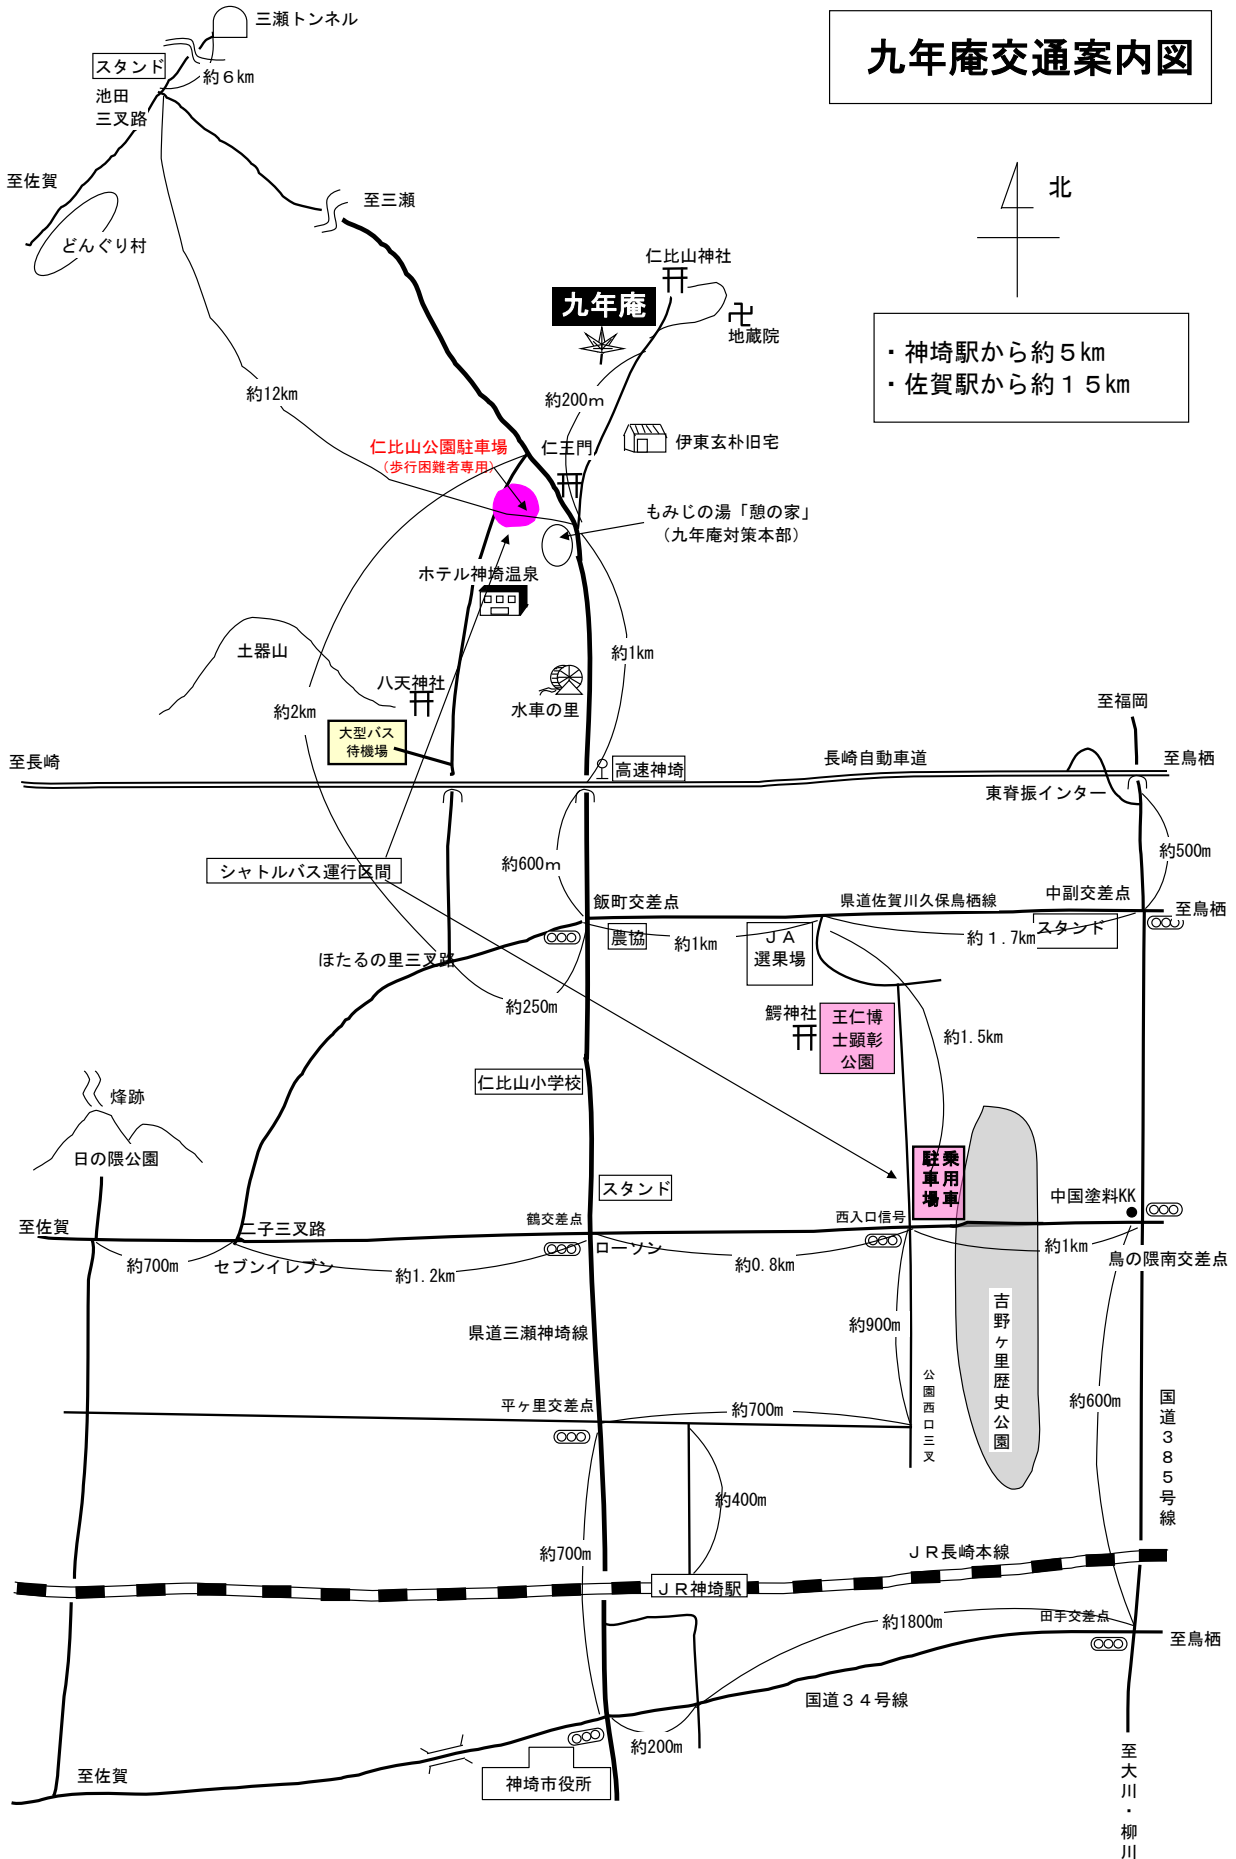 三瀬トンネル
九年庵交通案内図
スタンド
約６km
池田
三叉路
至佐賀
どんぐり村
至三瀬
北
仁比山神社
九年庵
地蔵院
・神埼駅から約５km
・佐賀駅から約１５km
約12km
約200ｍ
仁比山公園駐車場
（歩行困難者専用）
仁王門
伊東玄朴旧宅
もみじの湯「憩の家」
（九年庵対策本部）
ホテル神埼温泉
土器山
約1km
八天神社
約2km
水車の里
大型バス
待機場
至福岡
至長崎
高速神埼
長崎自動車道
至鳥栖
東脊振インター
シャトルバス運行区間
約600ｍ
約500m
飯町交差点
県道佐賀川久保鳥栖線
中副交差点
至鳥栖
農協
約1km
ＪＡ
選果場
約１.7km
スタンド
ほたるの里三叉路
約250m
鰐神社
王仁博
士顕彰
公園
約1.5km
仁比山小学校
烽跡
日の隈公園
乗用車
駐車場
スタンド
中国塗料KK
至佐賀
二子三叉路
鶴交差点
西入口信号
約700m
セブンイレブン
約1.2km
ローソン
約0.8km
約1km
鳥の隈南交差点
吉野ヶ里歴史公園
約900m
県道三瀬神埼線
公園西口三叉
約600m
国道３８５号線
平ヶ里交差点
約700m
約400m
約700m
ＪＲ長崎本線
ＪＲ神埼駅
約1800m
田手交差点
至鳥栖
国道３４号線
約200m
至佐賀
神埼市役所
至大川・柳川